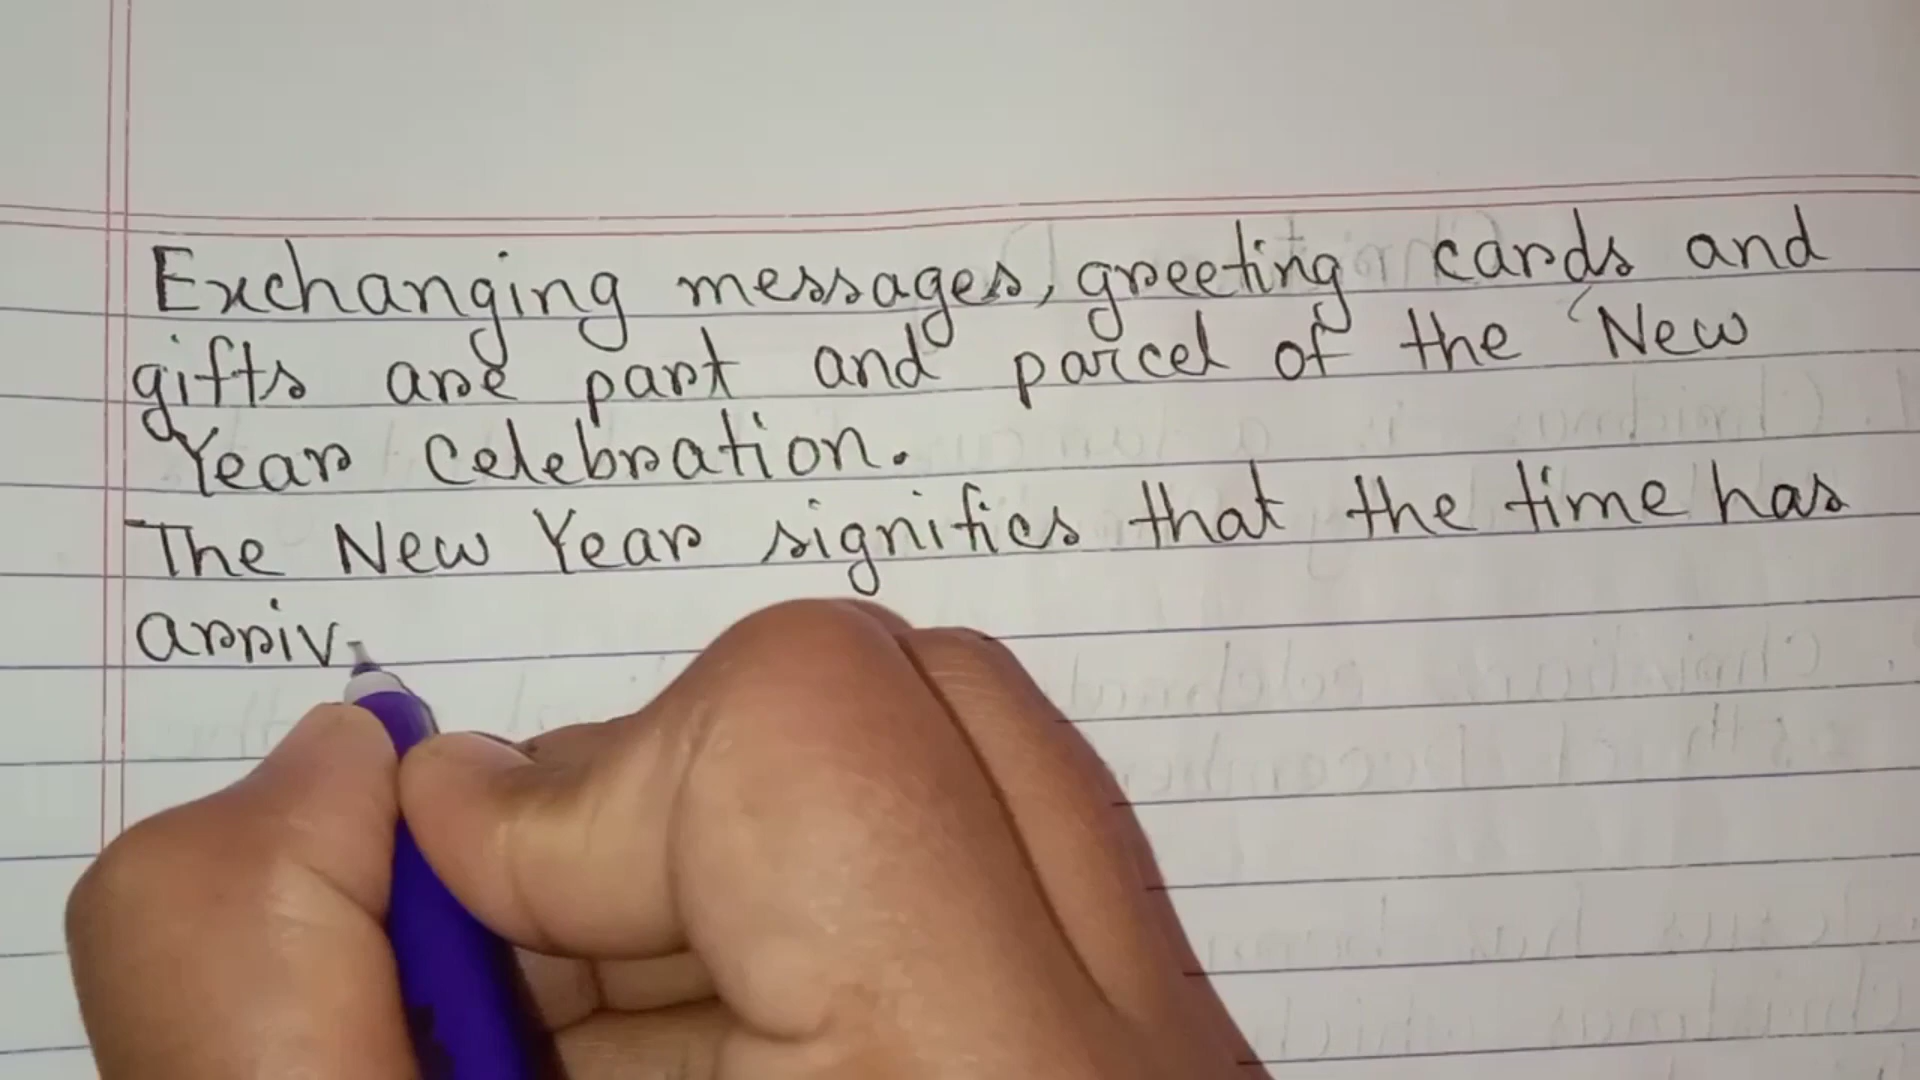 Exchanging messages, greeting cards and
gifts are part and parcel of the New
Year Celebration.
The New Year signifies that the time has
arriv